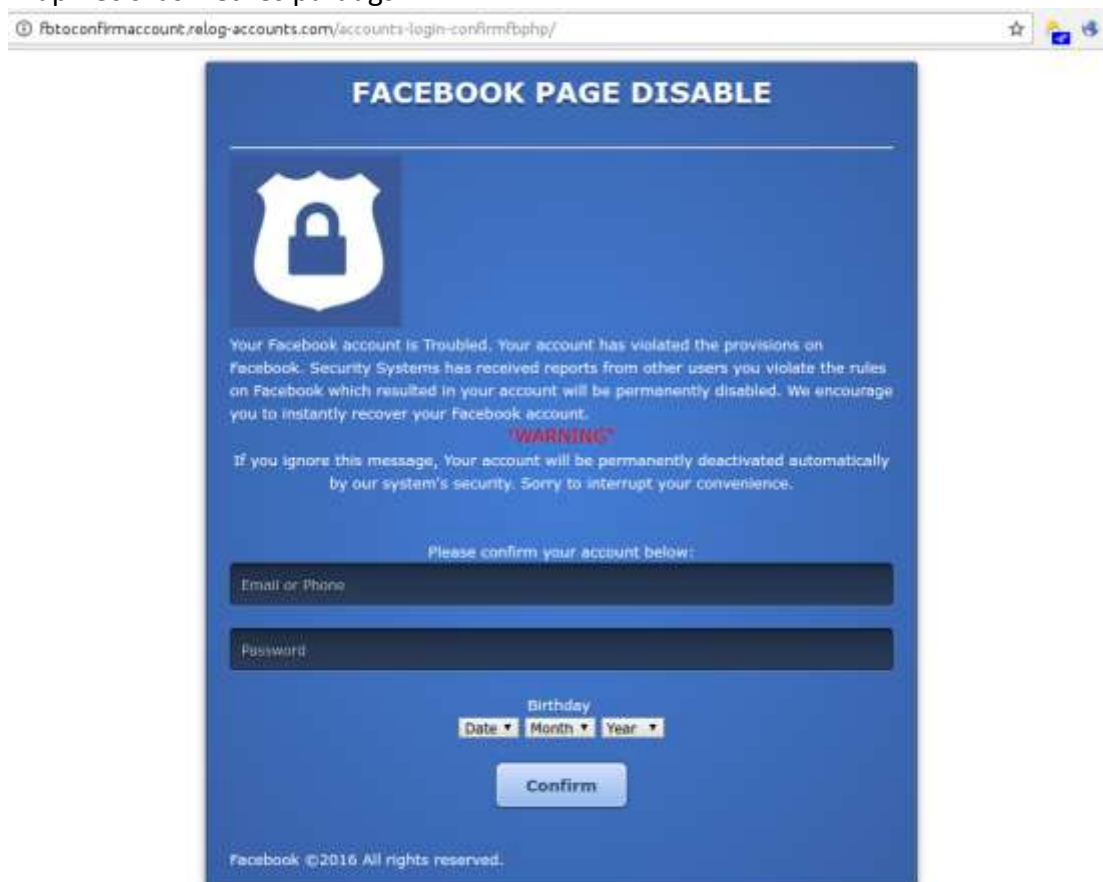 fbtoconfirmaccount.relog-accounts.com/accounts-login-confirmfbphp/
FACEBOOK PAGE DISABLE
Your Facebook account is Troubled. Your account has violated the provisions on
Facebook. Security Systems has received reports from other users you violate the rules
on Facebook which resulted in your account will be permanently disabled. We encourage
you to instantly recover your Facebook account.
"WARNING"
If you ignore this message, Your account will be permanently deactivated automatically
by our system's security. Sorry to interrupt your convenience.
Please confirm your account below:
Email or Phone
Password
Birthday
Date Month Year
Confirm
Facebook ©2016 All rights reserved.